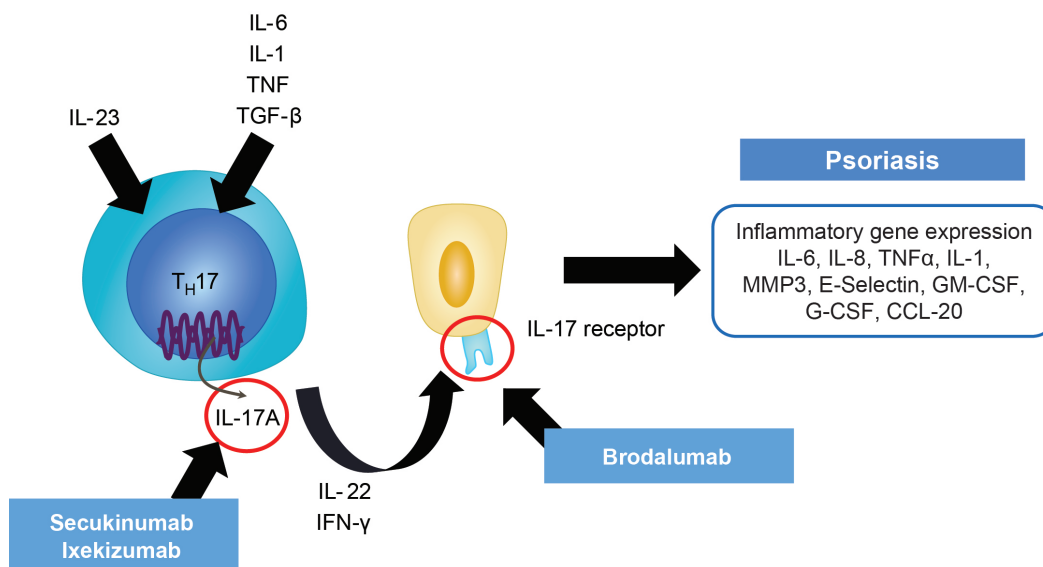 IL-6
IL-1
TNF
TGF-β
IL-23
Psoriasis
Inflammatory gene expression
IL-6, IL-8, TNFα, IL-1,
MMP3, E-Selectin, GM-CSF,
G-CSF, CCL-20
TH17
IL-17 receptor
IL-17A
Brodalumab
IL-22
IFN-γ
Secukinumab
Ixekizumab